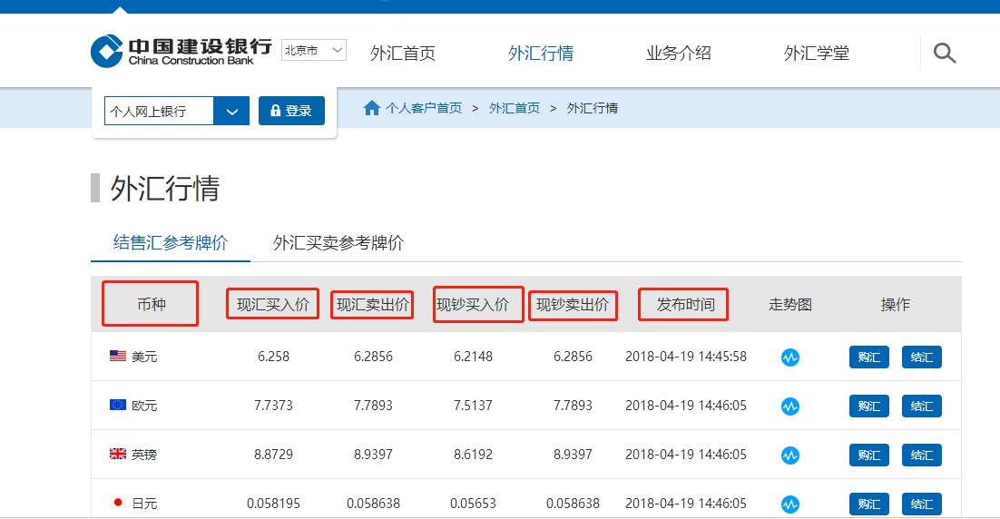 中国建设银行
China Construction Bank
北京市
外汇首页 外汇行情 业务介绍 外汇学堂
个人网上银行 登录 个人客户首页 > 外汇首页 > 外汇行情
外汇行情
结售汇参考牌价 外汇买卖参考牌价
币种 现汇买入价 现汇卖出价 现钞买入价 现钞卖出价 发布时间 走势图 操作
美元 6.258 6.2856 6.2148 6.2856 2018-04-19 14:45:58 购汇 结汇
欧元 7.7373 7.7893 7.5137 7.7893 2018-04-19 14:46:05 购汇 结汇
英镑 8.8729 8.9397 8.6192 8.9397 2018-04-19 14:46:05 购汇 结汇
日元 0.058195 0.058638 0.05653 0.058638 2018-04-19 14:46:05 购汇 结汇